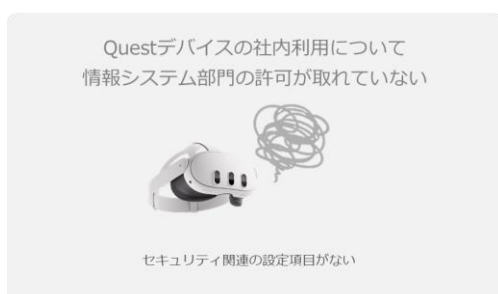 Questデバイスの社内利用について
情報システム部門の許可が取れていない
セキュリティ関連の設定項目がない